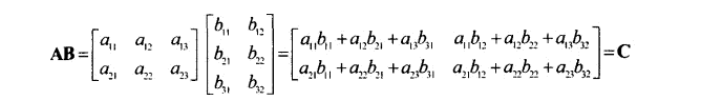 AB = [a₁₁ a₁₂ a₁₃; a₂₁ a₂₂ a₂₃] [b₁₁ b₁₂; b₂₁ b₂₂; b₃₁ b₃₂] = [a₁₁b₁₁ + a₁₂b₂₁ + a₁₃b₃₁ a₁₁b₁₂ + a₁₂b₂₂ + a₁₃b₃₂; a₂₁b₁₁ + a₂₂b₂₁ + a₂₃b₃₁ a₂₁b₁₂ + a₂₂b₂₂ + a₂₃b₃₂] = C